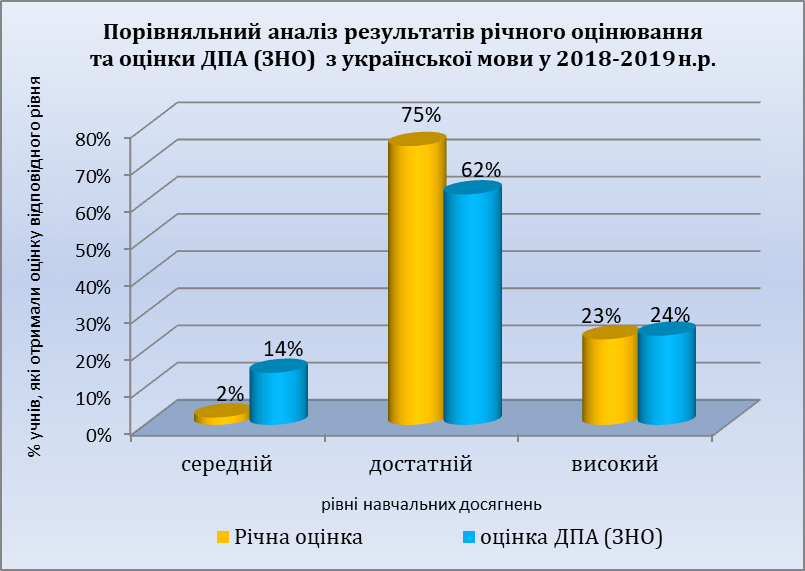 Порівняльний аналіз результатів річного оцінювання
та оцінки ДПА (ЗНО) з української мови у 2018-2019 н.р.
% учнів, які отримали оцінку відповідного рівня
80%
70%
60%
50%
40%
30%
20%
10%
0%
2%
14%
75%
62%
23%
24%
середній
достатній
високий
рівні навчальних досягнень
Річна оцінка
оцінка ДПА (ЗНО)